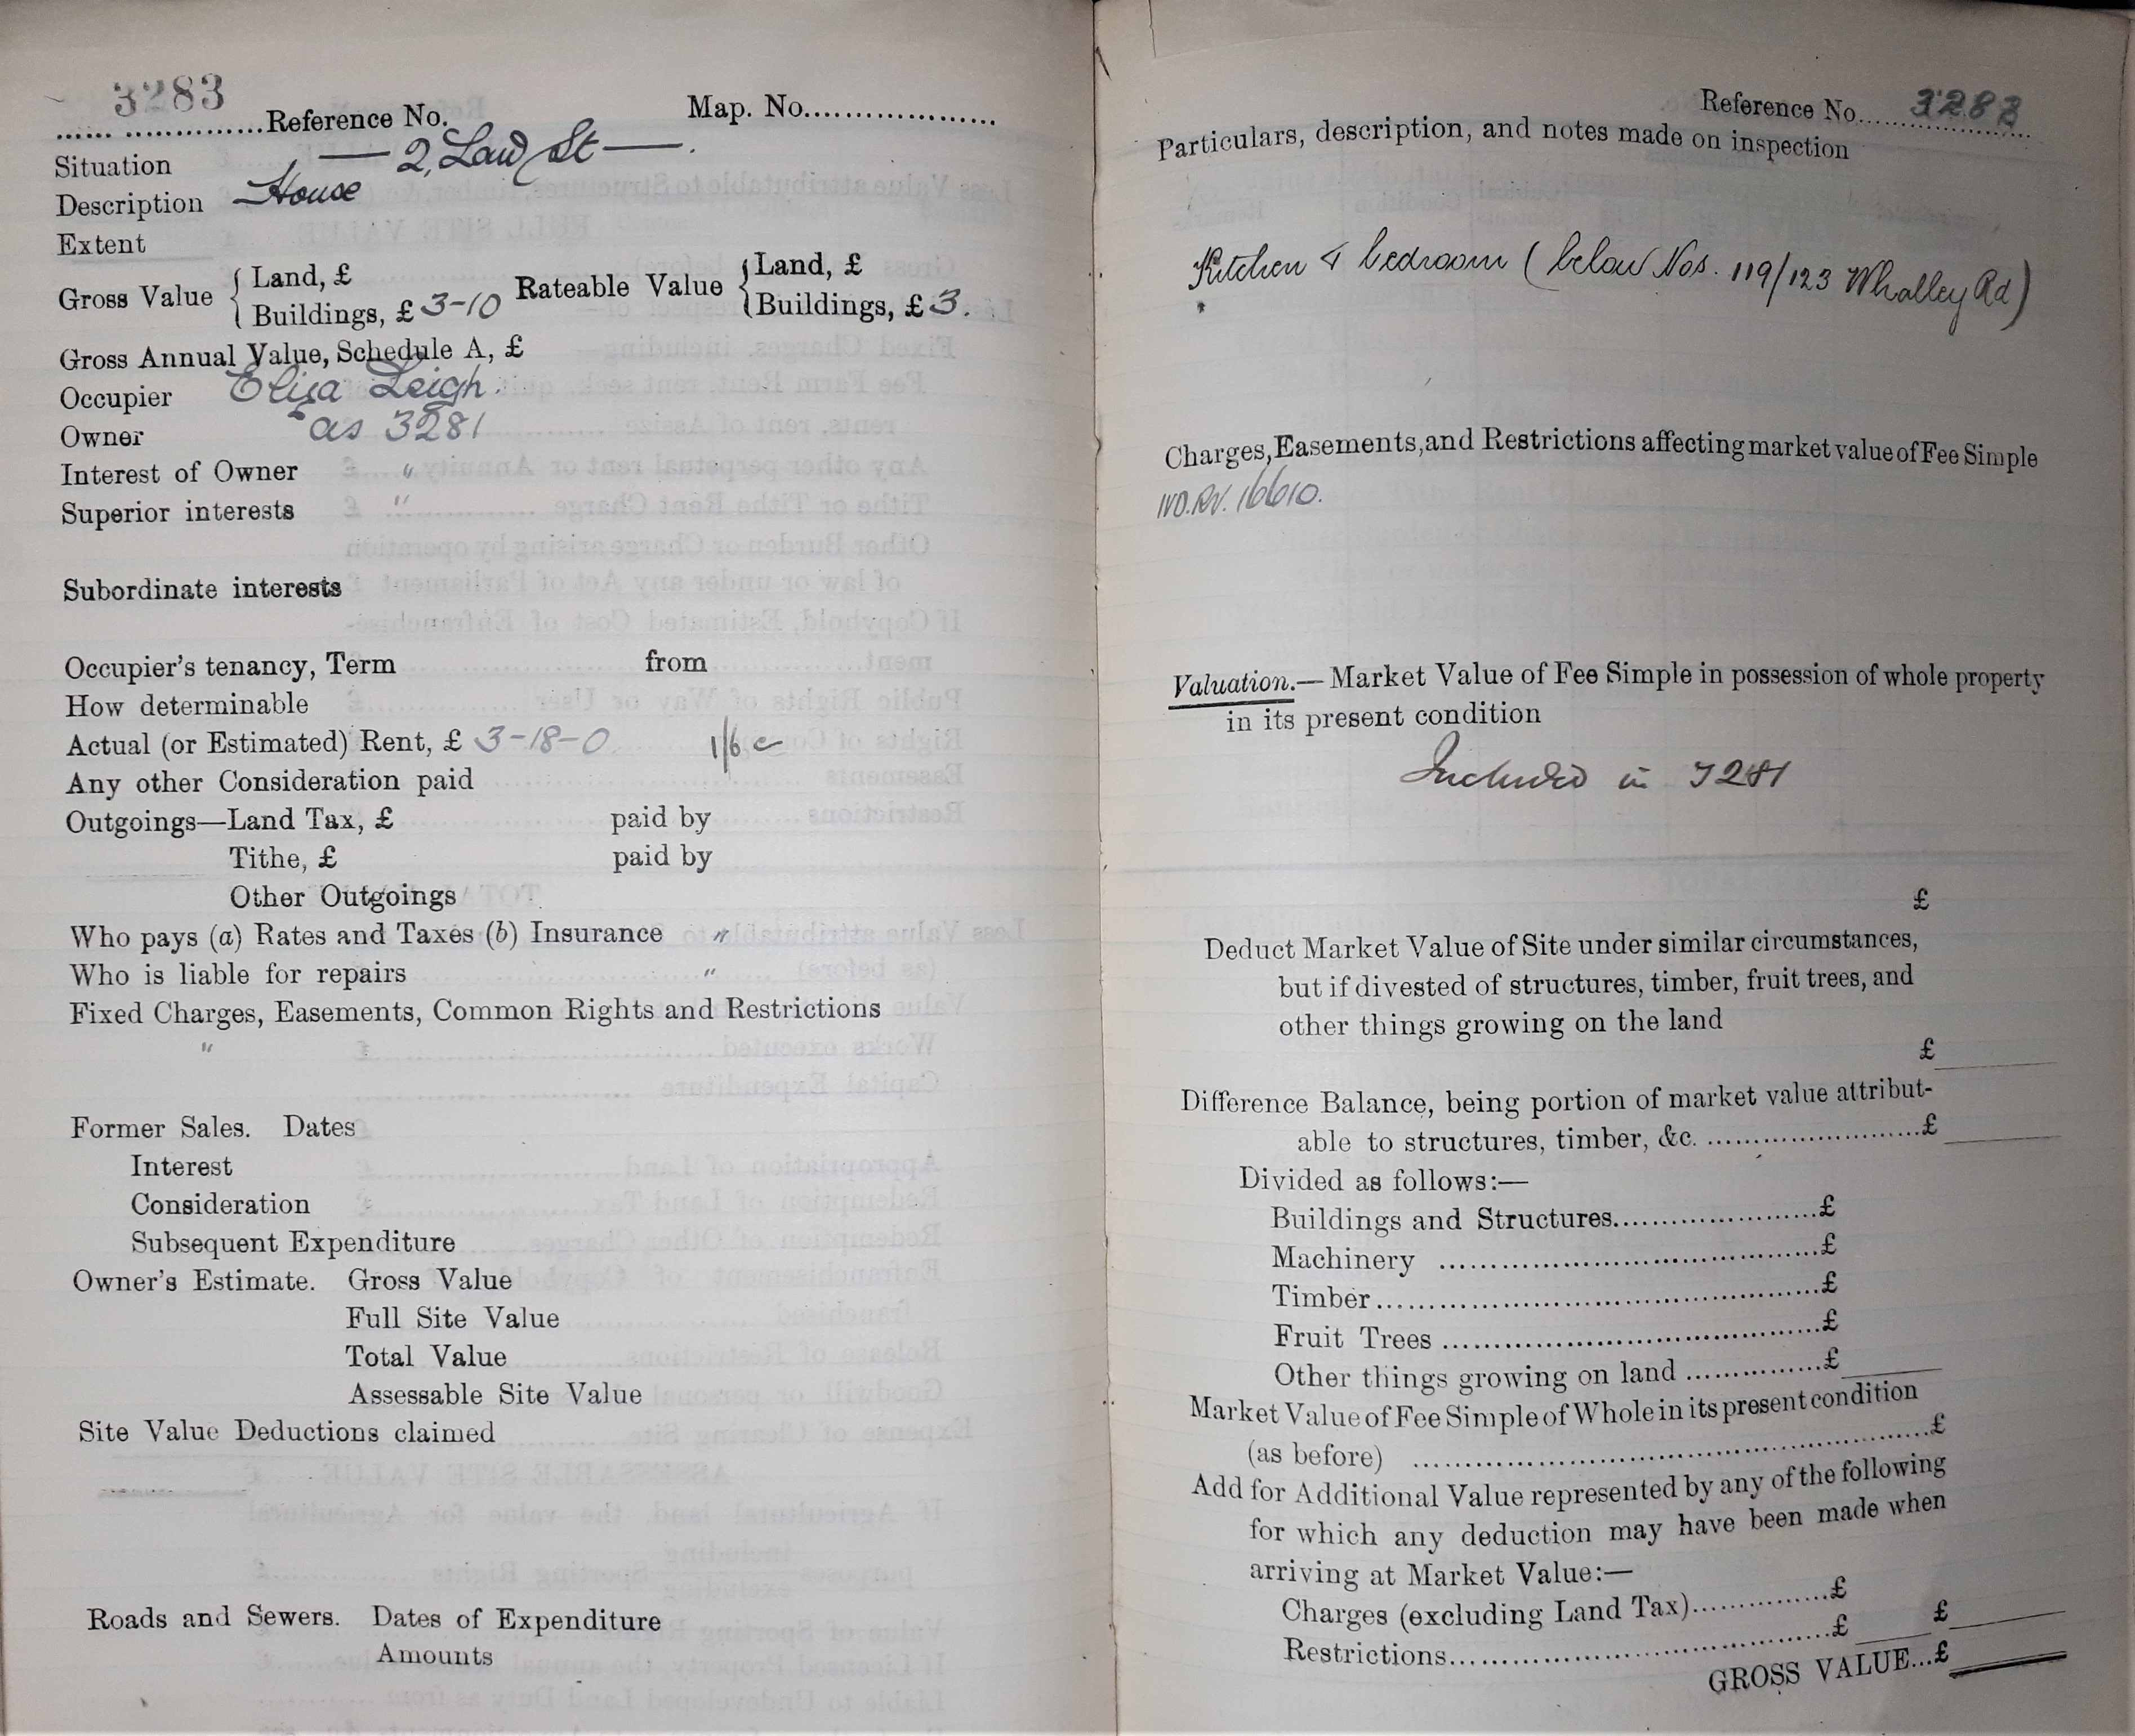 3283
...... ..............Reference No. Map. No....................
Situation — 2, Law St —.
Description House
Extent
Gross Value { Land, £ Rateable Value { Land, £
Buildings, £ 3-10 Buildings, £ 3.
Gross Annual Value, Schedule A, £
Occupier Eliza Leigh.
Owner as 3281
Interest of Owner "
Superior interests "
Subordinate interests
Occupier's tenancy, Term from
How determinable
Actual (or Estimated) Rent, £ 3-18-0 1/6
Any other Consideration paid
Outgoings—Land Tax, £ paid by
Tithe, £ paid by
Other Outgoings
Who pays (a) Rates and Taxes (b) Insurance "
Who is liable for repairs "
Fixed Charges, Easements, Common Rights and Restrictions
"
Former Sales. Dates
Interest
Consideration
Subsequent Expenditure
Owner's Estimate. Gross Value
Full Site Value
Total Value
Assessable Site Value
Site Value Deductions claimed
Roads and Sewers. Dates of Expenditure
Amounts
Reference No. 3283
Particulars, description, and notes made on inspection
Kitchen & bedroom (below Nos. 119/123 Whalley Rd)
Charges, Easements, and Restrictions affecting market value of Fee Simple
16610.
Valuation.— Market Value of Fee Simple in possession of whole property
in its present condition
Included in 3281
£
Deduct Market Value of Site under similar circumstances,
but if divested of structures, timber, fruit trees, and
other things growing on the land
£
Difference Balance, being portion of market value attribut-
able to structures, timber, &c. ........................£
Divided as follows:—
Buildings and Structures......................£
Machinery ........................................£
Timber..............................................£
Fruit Trees .......................................£
Other things growing on land ..............£
Market Value of Fee Simple of Whole in its present condition
(as before) ........................................................£
Add for Additional Value represented by any of the following
for which any deduction may have been made when
arriving at Market Value:—
Charges (excluding Land Tax)...............£
Restrictions........................................£ £
GROSS VALUE...£